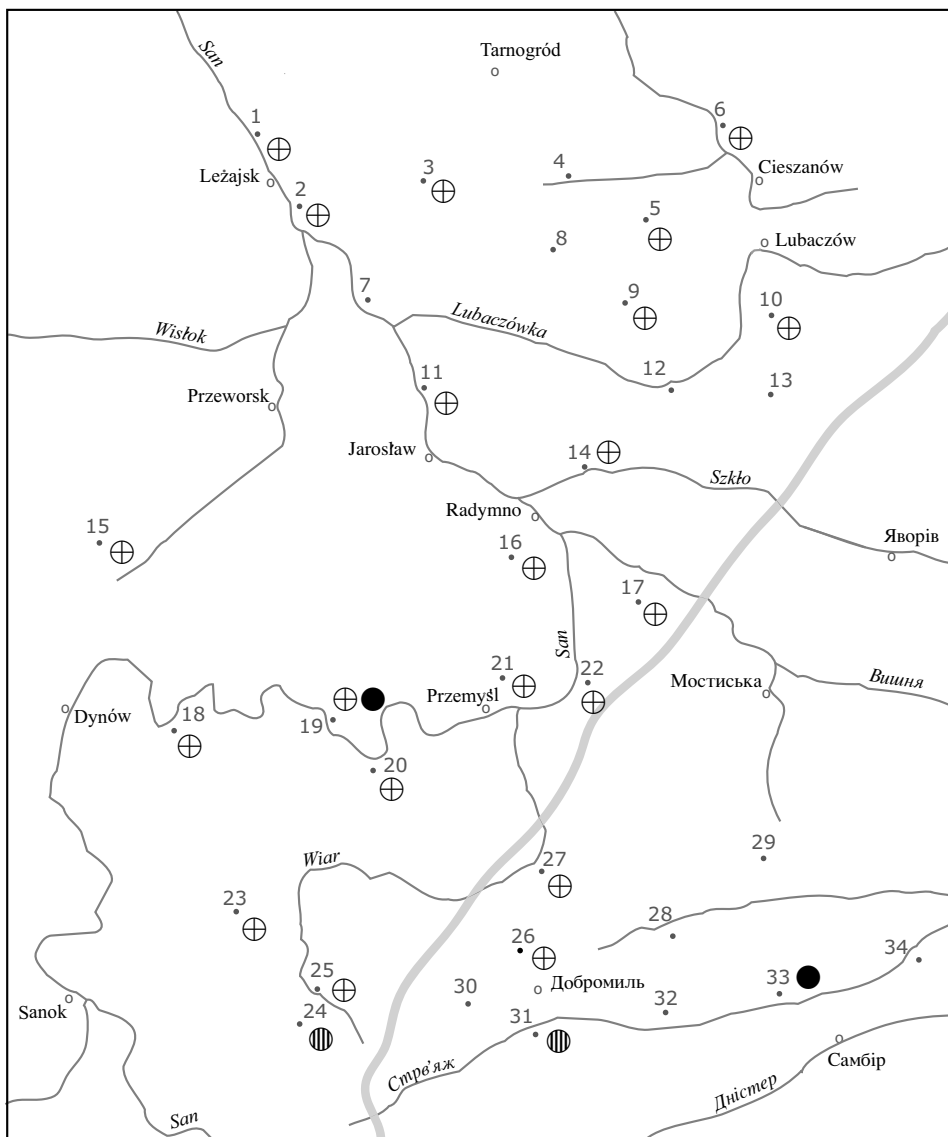 San
Tarnogród
1
6
Leżajsk
3
4
Cieszanów
2
5
8
Lubaczów
7
9
10
Wisłok
Lubaczówka
12
13
11
Przeworsk
Jarosław
14
Szkło
Radymno
15
16
Яворів
17
San
21
22
Мостиська
Вишня
Dynów
18
19
Przemyśl
20
Wiar
27
29
23
28
26
34
25
30
Добромиль
33
Sanok
24
31
32
Стрв'яж
Самбір
San
Дністер